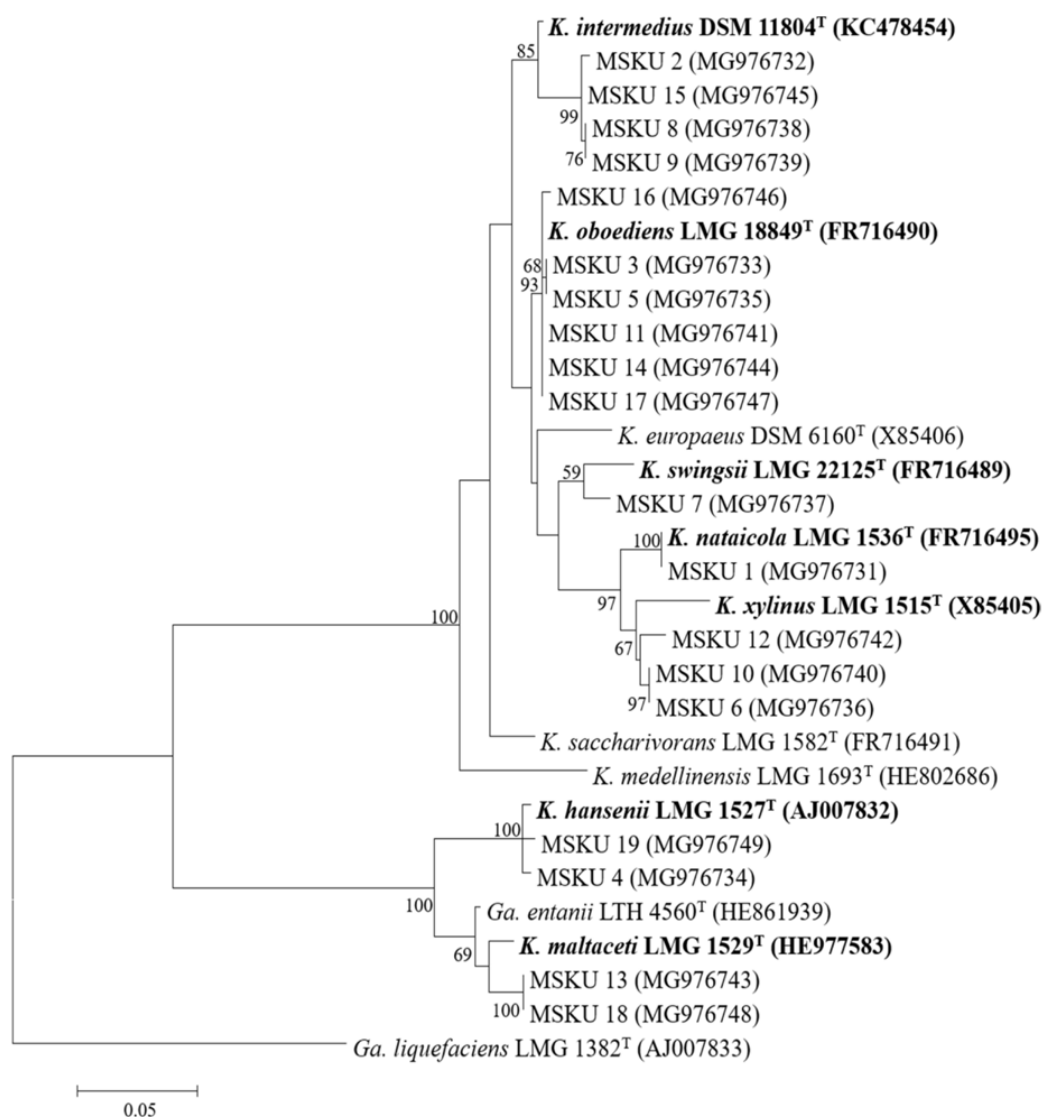 K. intermedius DSM 11804ᵀ (KC478454)
85
MSKU 2 (MG976732)
MSKU 15 (MG976745)
99
MSKU 8 (MG976738)
76
MSKU 9 (MG976739)
MSKU 16 (MG976746)
K. oboediens LMG 18849ᵀ (FR716490)
68
MSKU 3 (MG976733)
93
MSKU 5 (MG976735)
MSKU 11 (MG976741)
MSKU 14 (MG976744)
MSKU 17 (MG976747)
K. europaeus DSM 6160ᵀ (X85406)
59
K. swingsii LMG 22125ᵀ (FR716489)
MSKU 7 (MG976737)
K. nataicola LMG 1536ᵀ (FR716495)
100
MSKU 1 (MG976731)
97
K. xylinus LMG 1515ᵀ (X85405)
100
MSKU 12 (MG976742)
67
MSKU 10 (MG976740)
97
MSKU 6 (MG976736)
K. saccharivorans LMG 1582ᵀ (FR716491)
K. medellinensis LMG 1693ᵀ (HE802686)
K. hansenii LMG 1527ᵀ (AJ007832)
100
MSKU 19 (MG976749)
MSKU 4 (MG976734)
100
Ga. entanii LTH 4560ᵀ (HE861939)
K. maltaceti LMG 1529ᵀ (HE977583)
69
MSKU 13 (MG976743)
100
MSKU 18 (MG976748)
Ga. liquefaciens LMG 1382ᵀ (AJ007833)
0.05